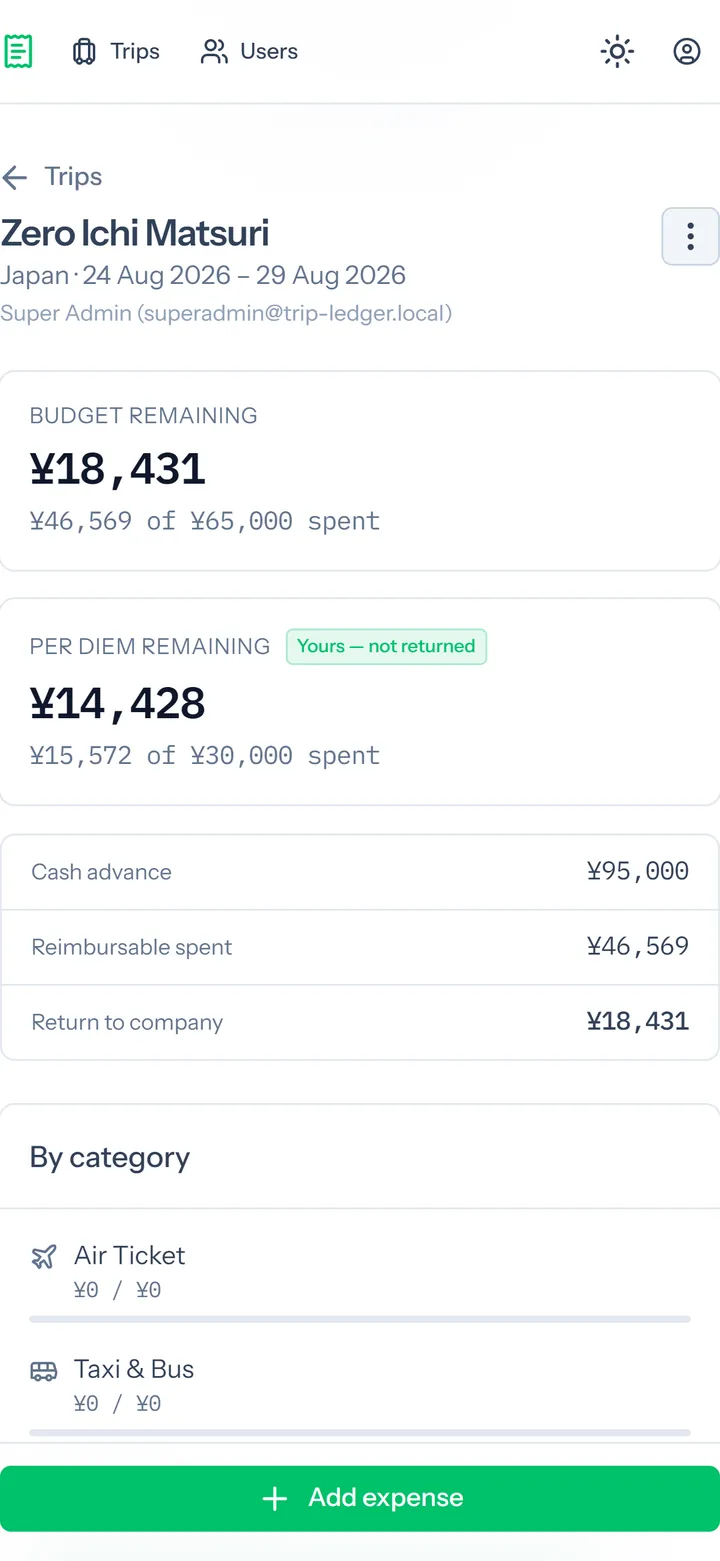 Trips Users
Trips
Zero Ichi Matsuri
Japan · 24 Aug 2026 – 29 Aug 2026
Super Admin (superadmin@trip-ledger.local)
BUDGET REMAINING
¥18,431
¥46,569 of ¥65,000 spent
PER DIEM REMAINING Yours — not returned
¥14,428
¥15,572 of ¥30,000 spent
Cash advance ¥95,000
Reimbursable spent ¥46,569
Return to company ¥18,431
By category
Air Ticket
¥0 / ¥0
Taxi & Bus
¥0 / ¥0
Add expense